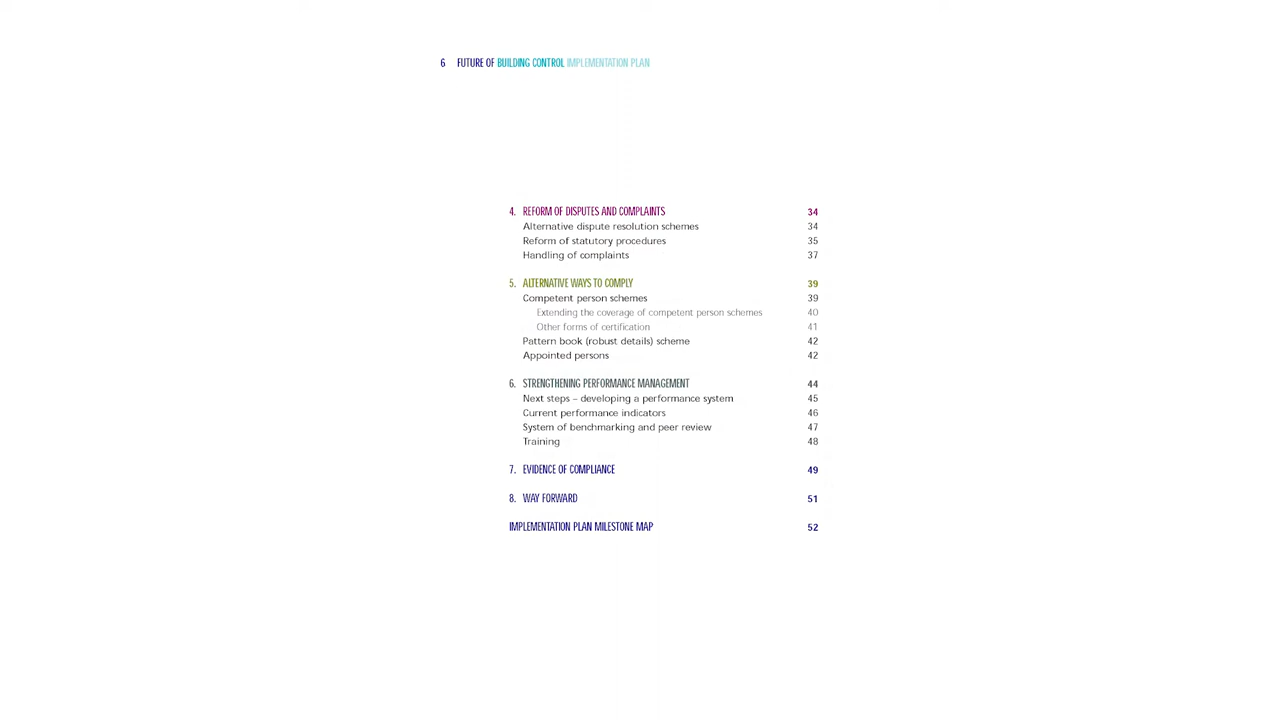 6 FUTURE OF BUILDING CONTROL IMPLEMENTATION PLAN
4. REFORM OF DISPUTES AND COMPLAINTS 34
Alternative dispute resolution schemes 34
Reform of statutory procedures 35
Handling of complaints 37
5. ALTERNATIVE WAYS TO COMPLY 39
Competent person schemes 39
Extending the coverage of competent person schemes 40
Other forms of certification 41
Pattern book (robust details) scheme 42
Appointed persons 42
6. STRENGTHENING PERFORMANCE MANAGEMENT 44
Next steps – developing a performance system 45
Current performance indicators 46
System of benchmarking and peer review 47
Training 48
7. EVIDENCE OF COMPLIANCE 49
8. WAY FORWARD 51
IMPLEMENTATION PLAN MILESTONE MAP 52